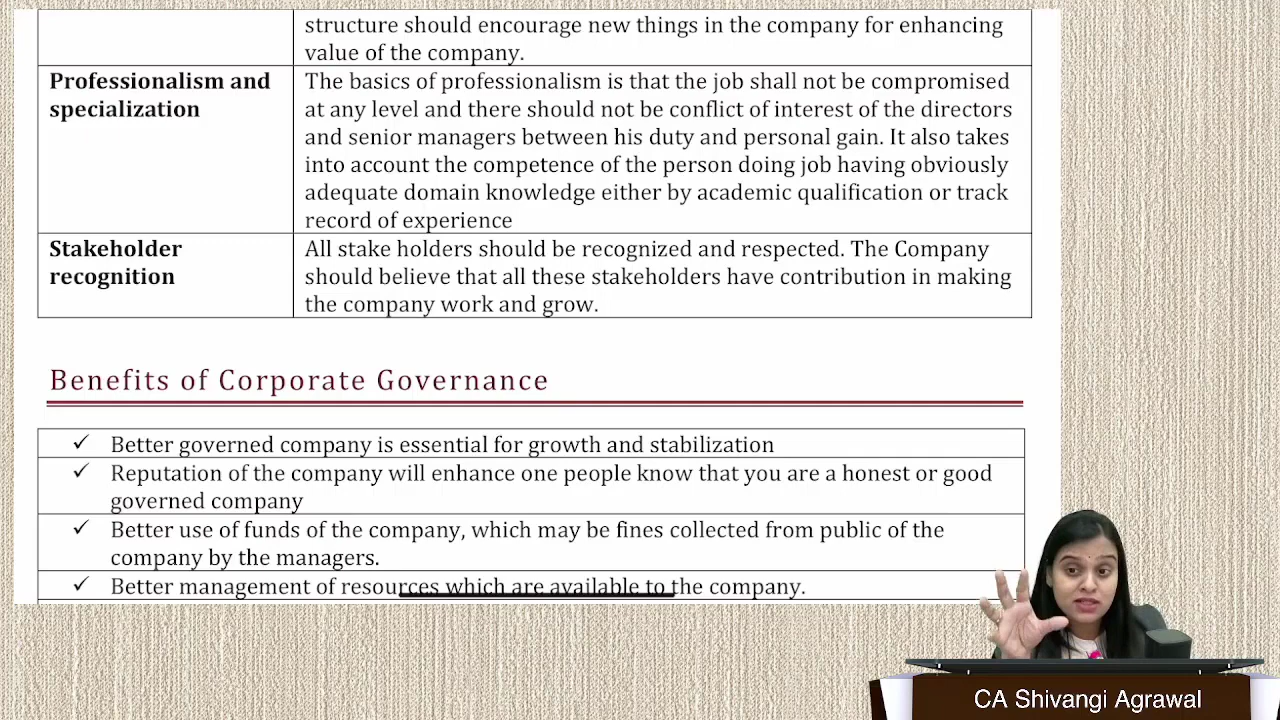 structure should encourage new things in the company for enhancing
value of the company.
Professionalism and
specialization
The basics of professionalism is that the job shall not be compromised
at any level and there should not be conflict of interest of the directors
and senior managers between his duty and personal gain. It also takes
into account the competence of the person doing job having obviously
adequate domain knowledge either by academic qualification or track
record of experience
Stakeholder
recognition
All stake holders should be recognized and respected. The Company
should believe that all these stakeholders have contribution in making
the company work and grow.
Benefits of Corporate Governance
✓ Better governed company is essential for growth and stabilization
✓ Reputation of the company will enhance one people know that you are a honest or good
governed company
✓ Better use of funds of the company, which may be fines collected from public of the
company by the managers.
✓ Better management of resources which are available to the company.
CA Shivangi Agrawal